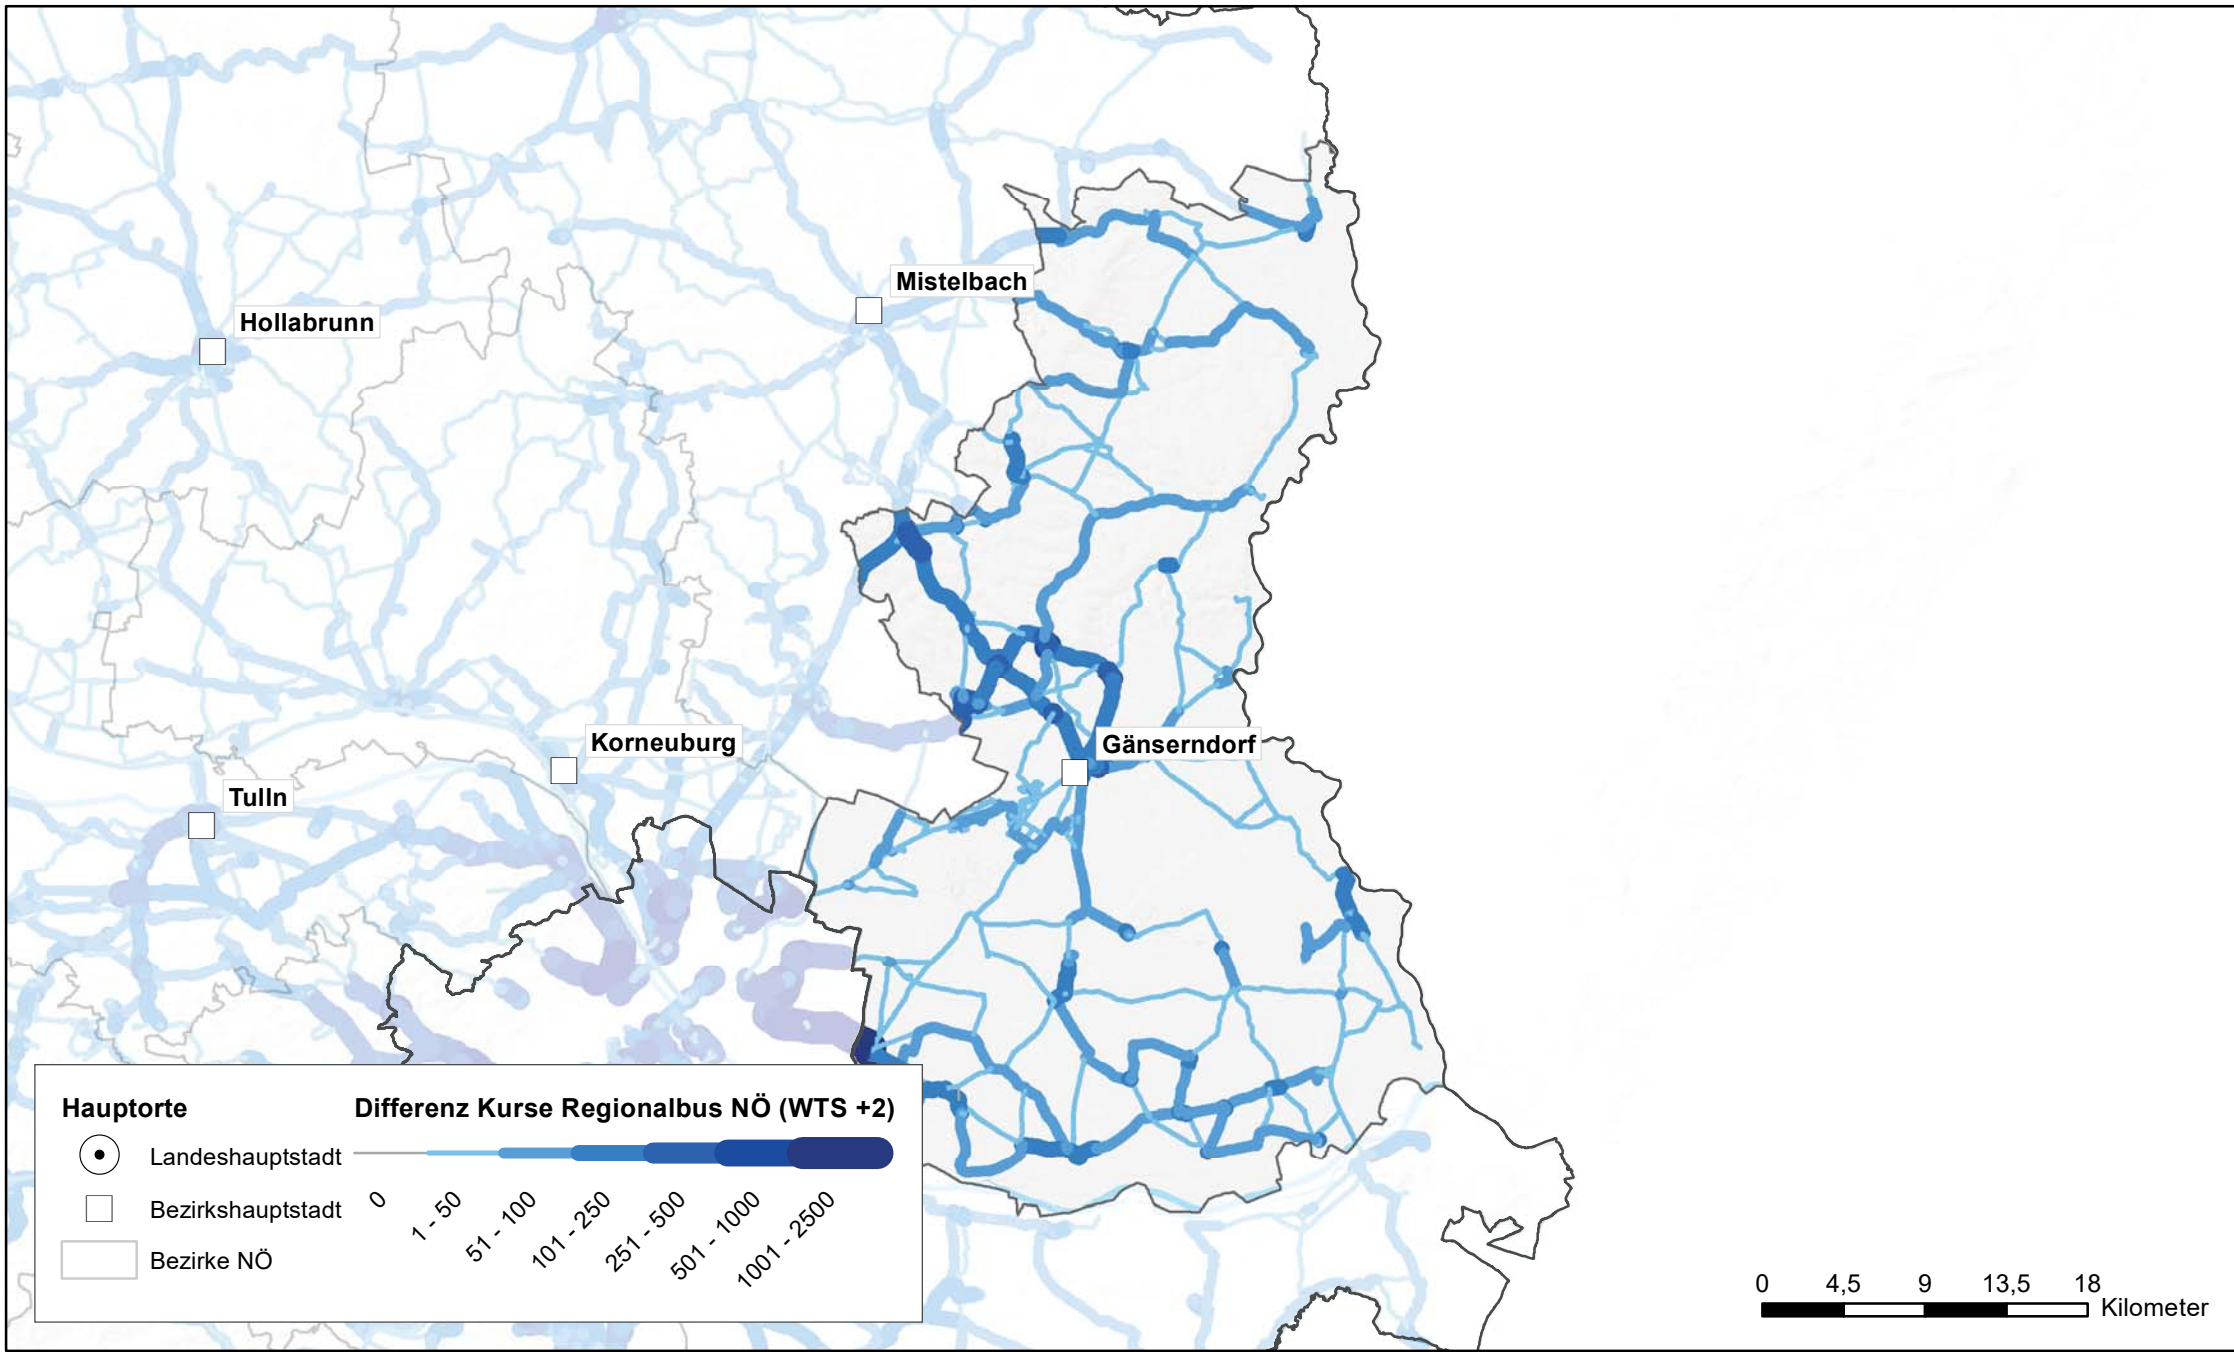 Mistelbach
Hollabrunn
Korneuburg
Gänserndorf
Tulln
Hauptorte
Landeshauptstadt
Bezirkshauptstadt
Bezirke NÖ
Differenz Kurse Regionalbus NÖ (WTS +2)
0
1 - 50
51 - 100
101 - 250
251 - 500
501 - 1000
1001 - 2500
0 4,5 9 13,5 18
Kilometer